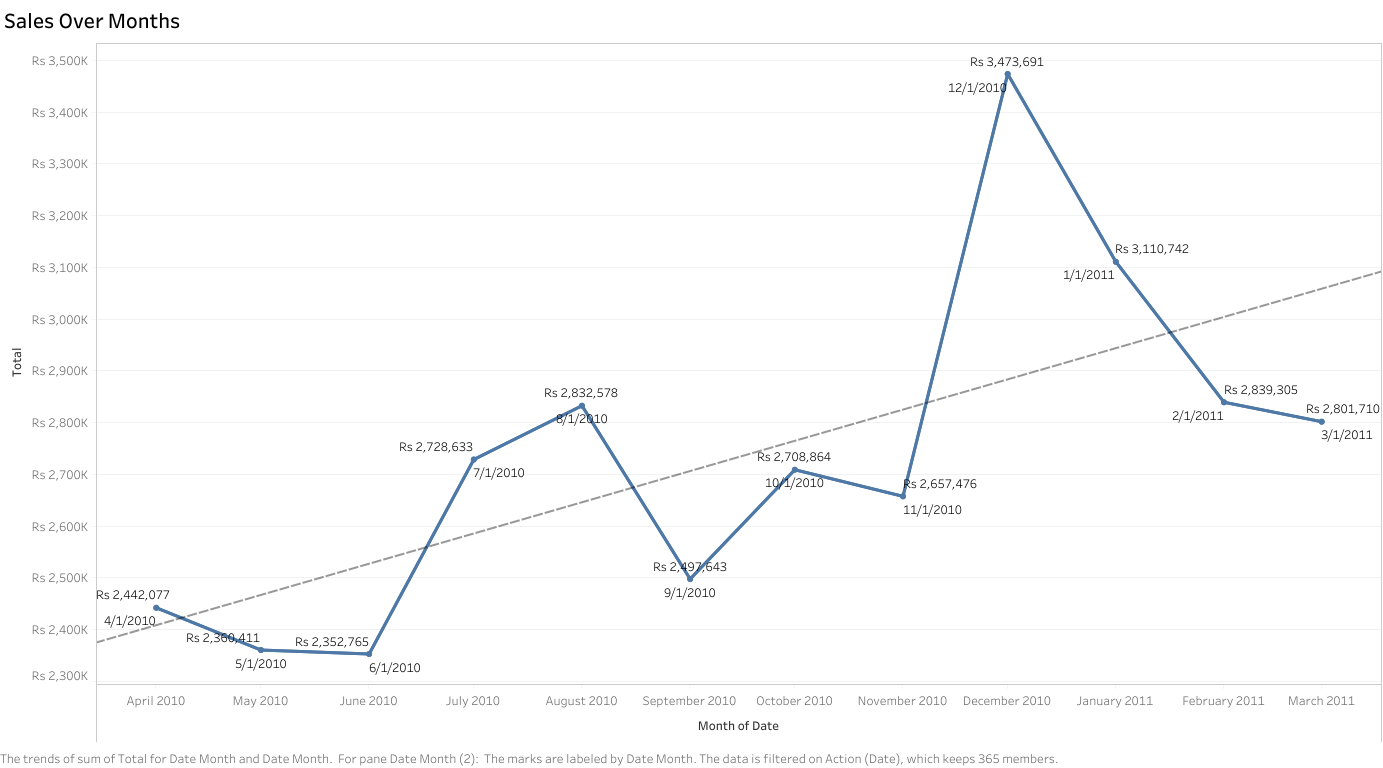 Sales Over Months
Rs 3,500K
Rs 3,400K
Rs 3,300K
Rs 3,200K
Rs 3,100K
Rs 3,000K
Rs 2,900K
Rs 2,800K
Rs 2,700K
Rs 2,600K
Rs 2,500K
Rs 2,400K
Rs 2,300K
Total
Rs 2,442,077
4/1/2010
Rs 2,360,411
5/1/2010
Rs 2,352,765
6/1/2010
Rs 2,728,633
7/1/2010
Rs 2,832,578
8/1/2010
Rs 2,497,643
9/1/2010
Rs 2,708,864
10/1/2010
Rs 2,657,476
11/1/2010
Rs 3,473,691
12/1/2010
Rs 3,110,742
1/1/2011
Rs 2,839,305
2/1/2011
Rs 2,801,710
3/1/2011
April 2010 May 2010 June 2010 July 2010 August 2010 September 2010 October 2010 November 2010 December 2010 January 2011 February 2011 March 2011
Month of Date
The trends of sum of Total for Date Month and Date Month. For pane Date Month (2): The marks are labeled by Date Month. The data is filtered on Action (Date), which keeps 365 members.